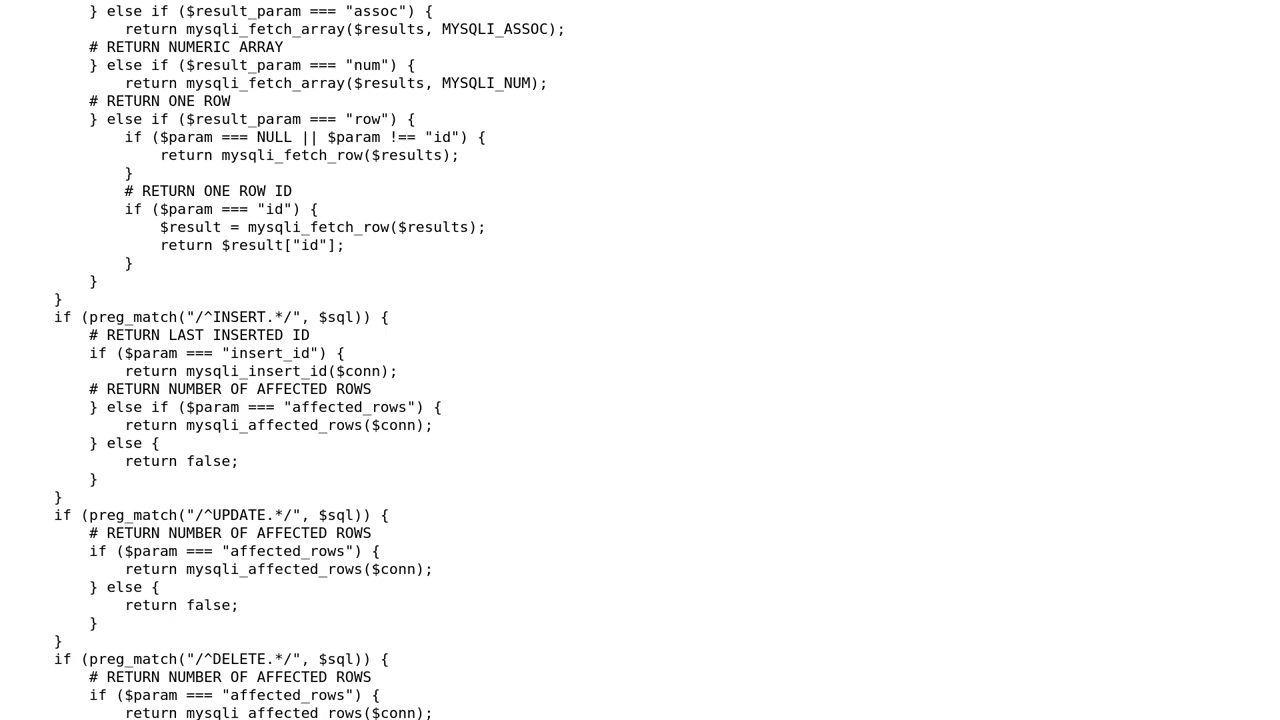 } else if ($result_param === "assoc") {
return mysqli_fetch_array($results, MYSQLI_ASSOC);
# RETURN NUMERIC ARRAY
} else if ($result_param === "num") {
return mysqli_fetch_array($results, MYSQLI_NUM);
# RETURN ONE ROW
} else if ($result_param === "row") {
if ($param === NULL || $param !== "id") {
return mysqli_fetch_row($results);
}
# RETURN ONE ROW ID
if ($param === "id") {
$result = mysqli_fetch_row($results);
return $result["id"];
}
}
}
if (preg_match("/^INSERT.*/", $sql)) {
# RETURN LAST INSERTED ID
if ($param === "insert_id") {
return mysqli_insert_id($conn);
# RETURN NUMBER OF AFFECTED ROWS
} else if ($param === "affected_rows") {
return mysqli_affected_rows($conn);
} else {
return false;
}
}
if (preg_match("/^UPDATE.*/", $sql)) {
# RETURN NUMBER OF AFFECTED ROWS
if ($param === "affected_rows") {
return mysqli_affected_rows($conn);
} else {
return false;
}
}
if (preg_match("/^DELETE.*/", $sql)) {
# RETURN NUMBER OF AFFECTED ROWS
if ($param === "affected_rows") {
return mysqli_affected_rows($conn);